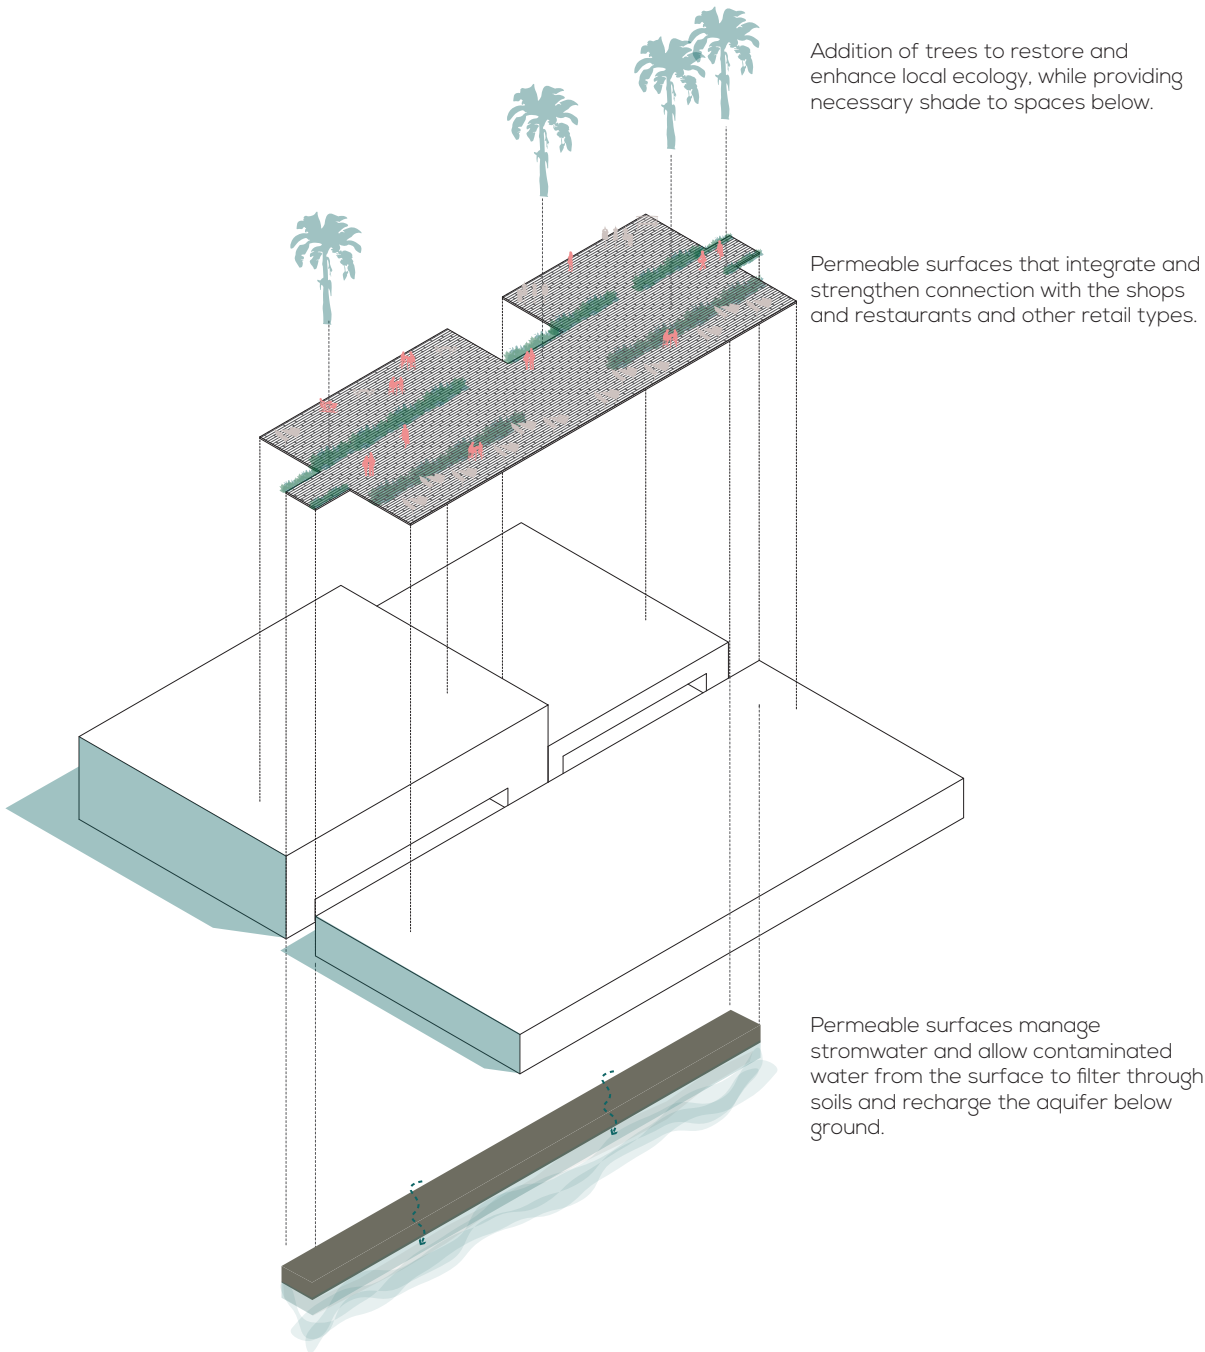 Addition of trees to restore and
enhance local ecology, while providing
necessary shade to spaces below.
Permeable surfaces that integrate and
strengthen connection with the shops
and restaurants and other retail types.
Permeable surfaces manage
stromwater and allow contaminated
water from the surface to filter through
soils and recharge the aquifer below
ground.